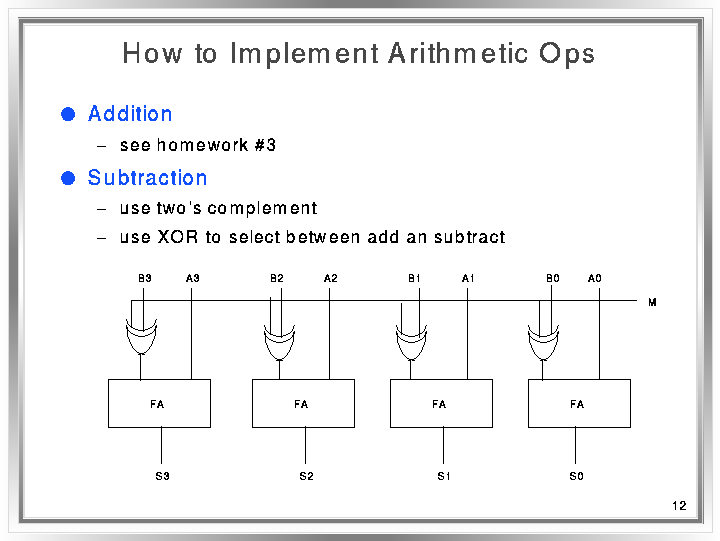 How to Implement Arithmetic Ops
Addition
– see homework #3
Subtraction
– use two's complement
– use XOR to select between add an subtract
B3 A3 B2 A2 B1 A1 B0 A0
M
FA FA FA FA
S3 S2 S1 S0
12